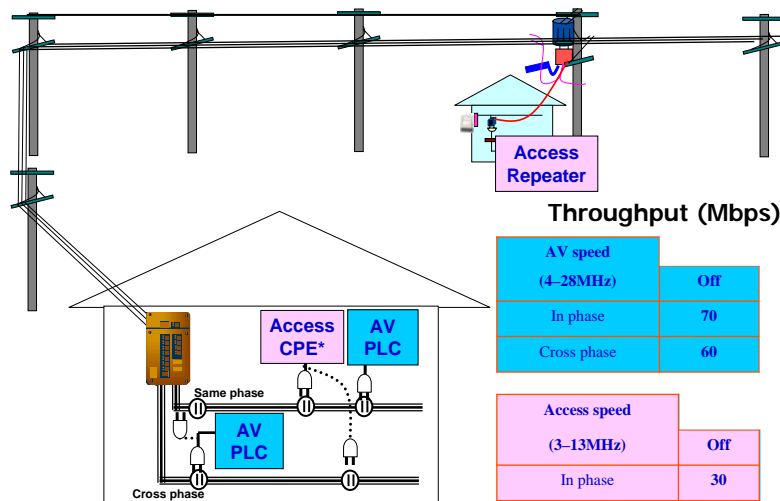 Access
Repeater
Throughput (Mbps)
AV speed
(4–28MHz)
Off
In phase
70
Cross phase
60
Access
CPE*
AV
PLC
Same phase
AV
PLC
Cross phase
Access speed
(3–13MHz)
Off
In phase
30